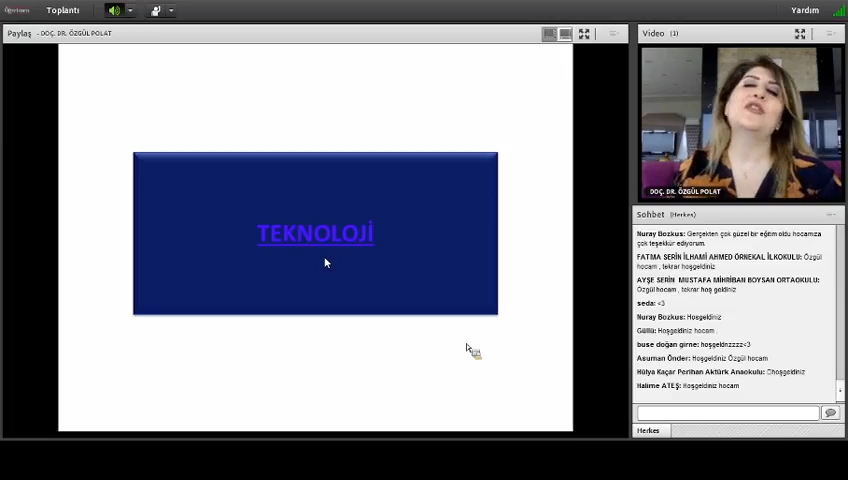 Öğretmen Toplantı Yardım
Paylaş - DOÇ. DR. ÖZGÜL POLAT
TEKNOLOJİ
Video (1)
DOÇ. DR. ÖZGÜL POLAT
Sohbet (Herkes)
Nuray Bozkus: Gerçekten çok güzel bir eğitim oldu hocamıza
çok teşekkür ediyorum.
FATMA SERİN İLHAMİ AHMED ÖRNEKAL İLKOKULU: Özgül
hocam , tekrar hoşgeldiniz
AYŞE SERİN MUSTAFA MİHRİBAN BOYSAN ORTAOKULU:
Özgül hocam , tekrar hoş geldiniz
seda: <3
Nuray Bozkus: Hosgeldiniz
Güllü: Hoşgeldiniz hocam .
buse doğan girne: hoşgeldnzzzz<3
Asuman Önder: Hoşgeldiniz Özgül hocam
Hülya Kaçar Perihan Aktürk Anaokulu: Ohoşgeldiniz
Halime ATEŞ: Hoşgeldiniz hocam
Herkes